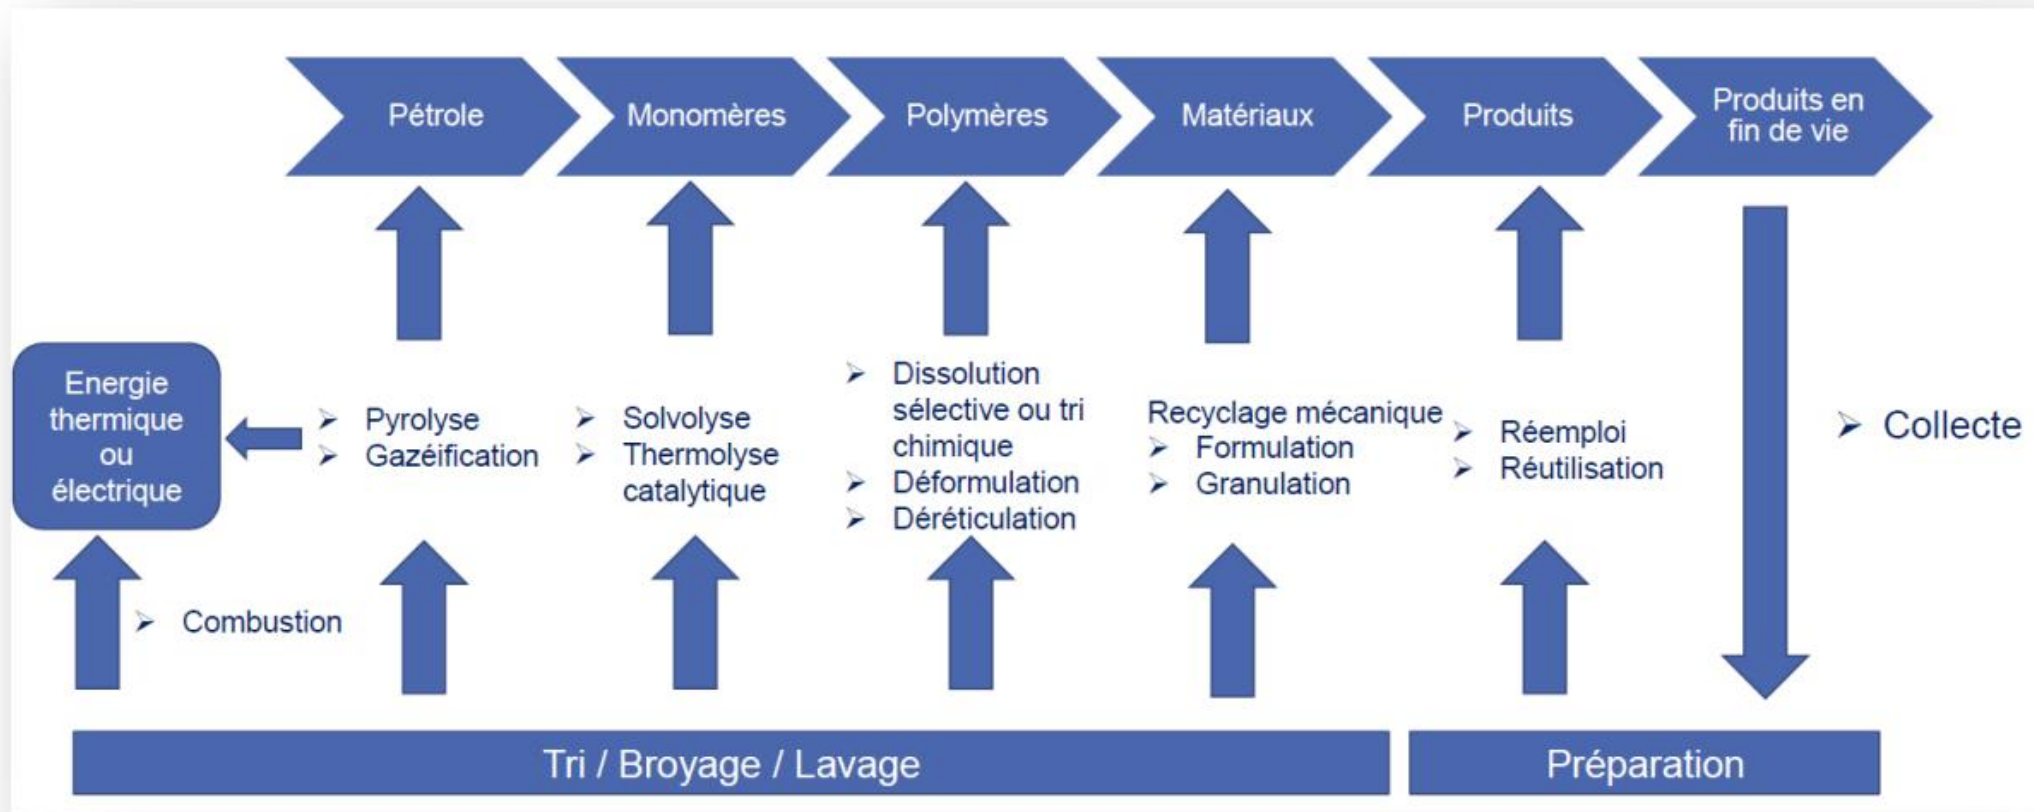 Pétrole
Monomères
Polymères
Matériaux
Produits
Produits en
fin de vie
Energie
thermique
ou
électrique
➢ Pyrolyse
➢ Gazéification
➢ Solvolyse
➢ Thermolyse
catalytique
➢ Dissolution
sélective ou tri
chimique
➢ Déformulation
➢ Déréticulation
Recyclage mécanique
➢ Formulation
➢ Granulation
➢ Réemploi
➢ Réutilisation
➢ Collecte
➢ Combustion
Tri / Broyage / Lavage
Préparation